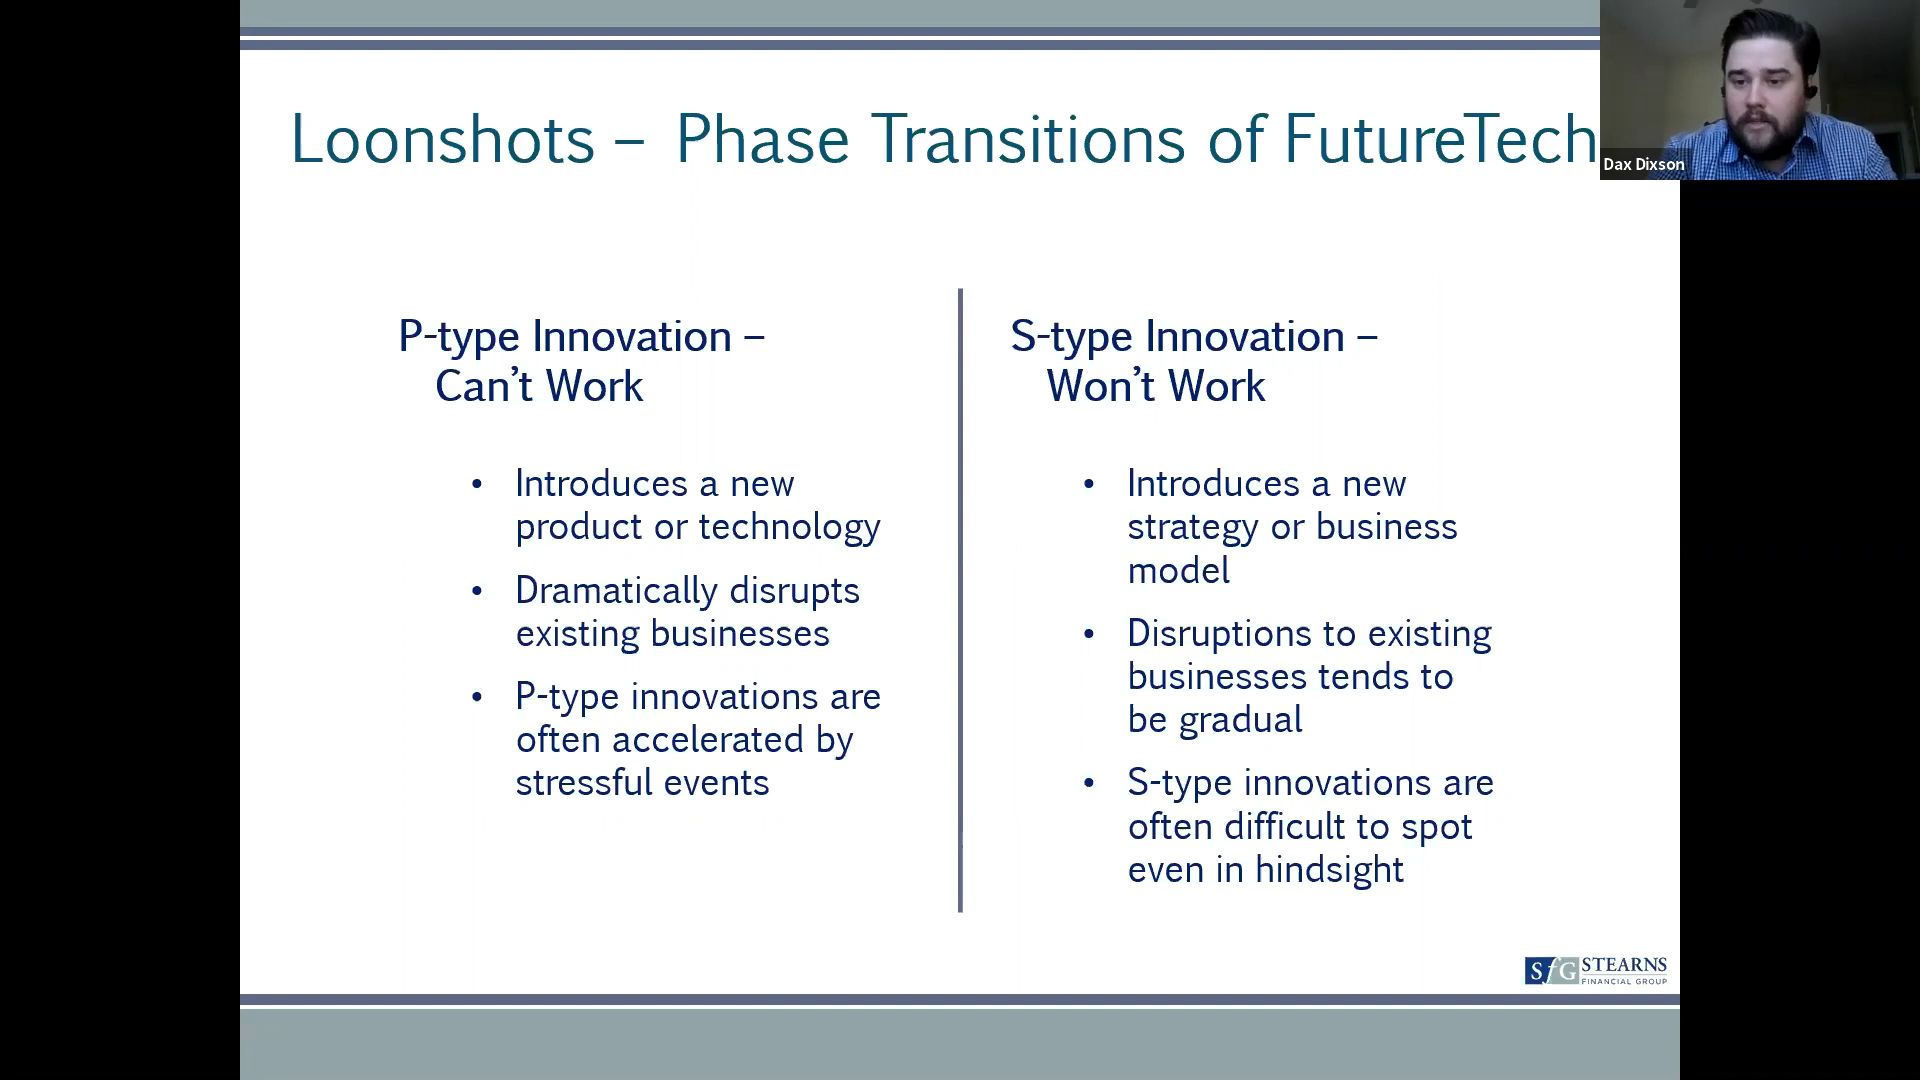 Loonshots – Phase Transitions of FutureTech
Dax Dixson
P-type Innovation –
Can't Work
• Introduces a new
product or technology
• Dramatically disrupts
existing businesses
• P-type innovations are
often accelerated by
stressful events
S-type Innovation –
Won't Work
• Introduces a new
strategy or business
model
• Disruptions to existing
businesses tends to
be gradual
• S-type innovations are
often difficult to spot
even in hindsight
SfG STEARNS
FINANCIAL GROUP